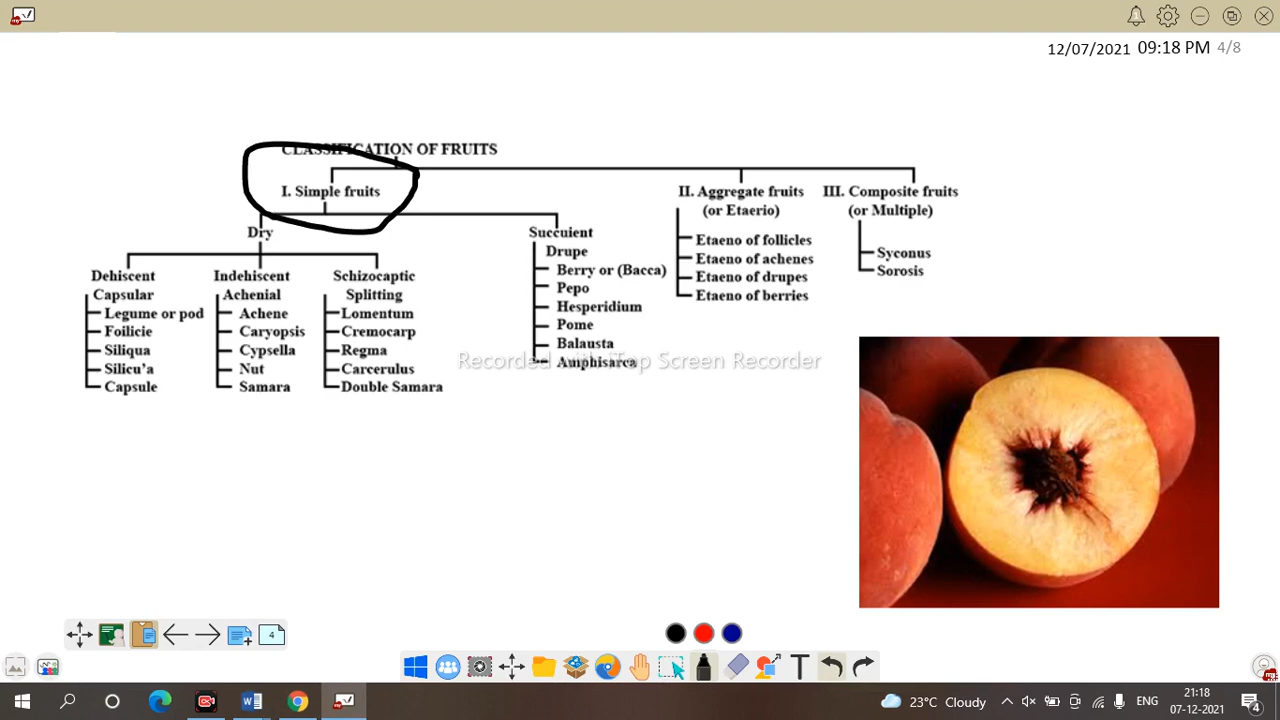 12/07/2021 09:18 PM 4/8
CLASSIFICATION OF FRUITS
I. Simple fruits
II. Aggregate fruits
(or Etaerio)
III. Composite fruits
(or Multiple)
Dry
Succuient
Dehiscent
Capsular
Legume or pod
Foilicie
Siliqua
Silicu'a
Capsule
Indehiscent
Achenial
Achene
Caryopsis
Cypsella
Nut
Samara
Schizocaptic
Splitting
Lomentum
Cremocarp
Regma
Carcerulus
Double Samara
Drupe
Berry or (Bacca)
Pepo
Hesperidium
Pome
Balausta
Amphisarca
Etaeno of follicles
Etaeno of achenes
Etaeno of drupes
Etaeno of berries
Syconus
Sorosis
Recorded with iTop Screen Recorder
4
T
23°C Cloudy
ENG
21:18
07-12-2021
4